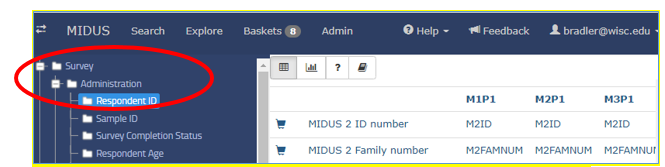 MIDUS Search Explore Baskets 8 Admin ? Help Feedback bradler@wisc.edu
Survey
Administration
Respondent ID
Sample ID
Survey Completion Status
Respondent Age
?
M1P1 M2P1 M3P1
MIDUS 2 ID number M2ID M2ID M2ID
MIDUS 2 Family number M2FAMNUM M2FAMNUM M2FAMNUM